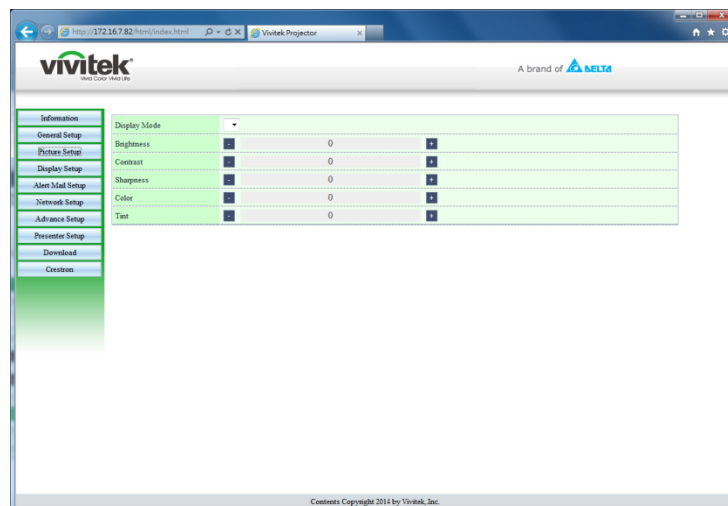 http://172.16.7.82/html/index.html
Vivitek Projector
vivitek
Vivid Color Vivid Life
A brand of DELTA
Information
General Setup
Picture Setup
Display Setup
Alert Mail Setup
Network Setup
Advance Setup
Presenter Setup
Download
Crestron
Display Mode
Brightness - 0 +
Contrast - 0 +
Sharpness - 0 +
Color - 0 +
Tint - 0 +
Contents Copyright 2014 by Vivitek, Inc.